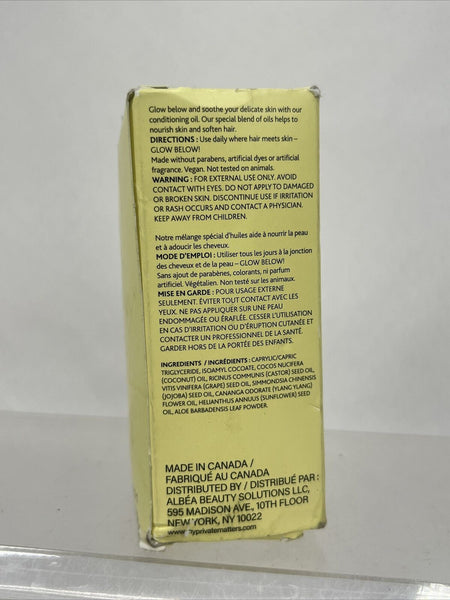 Glow below and soothe your delicate skin with our
conditioning oil. Our special blend of oils helps to
nourish skin and soften hair.
DIRECTIONS : Use daily where hair meets skin –
GLOW BELOW!
Made without parabens, artificial dyes or artificial
fragrance. Vegan. Not tested on animals.
WARNING : FOR EXTERNAL USE ONLY. AVOID
CONTACT WITH EYES. DO NOT APPLY TO DAMAGED
OR BROKEN SKIN. DISCONTINUE USE IF IRRITATION
OR RASH OCCURS AND CONTACT A PHYSICIAN.
KEEP AWAY FROM CHILDREN.
Notre mélange spécial d'huiles aide à nourrir la peau
et à adoucir les cheveux.
MODE D'EMPLOI : Utiliser tous les jours à la jonction
des cheveux et de la peau – GLOW BELOW!
Sans ajout de parabènes, colorants, ni parfum
artificiel. Végétalien. Non testé sur les animaux.
MISE EN GARDE : POUR USAGE EXTERNE
SEULEMENT. ÉVITER TOUT CONTACT AVEC LES
YEUX. NE PAS APPLIQUER SUR UNE PEAU
ENDOMMAGÉE OU ÉRAFLÉE. CESSER L'UTILISATION
EN CAS D'IRRITATION OU D'ÉRUPTION CUTANÉE ET
CONTACTER UN PROFESSIONNEL DE LA SANTÉ.
GARDER HORS DE LA PORTÉE DES ENFANTS.
INGREDIENTS / INGRÉDIENTS : CAPRYLIC/CAPRIC
TRIGLYCERIDE, ISOAMYL COCOATE, COCOS NUCIFERA
(COCONUT) OIL, RICINUS COMMUNIS (CASTOR) SEED OIL,
VITIS VINIFERA (GRAPE) SEED OIL, SIMMONDSIA CHINENSIS
(JOJOBA) SEED OIL, CANANGA ODORATA (YLANG YLANG)
FLOWER OIL, HELIANTHUS ANNUUS (SUNFLOWER) SEED
OIL, ALOE BARBADENSIS LEAF POWDER.
MADE IN CANADA /
FABRIQUÉ AU CANADA
DISTRIBUTED BY / DISTRIBUÉ PAR :
ALBÉA BEAUTY SOLUTIONS LLC,
595 MADISON AVE., 10TH FLOOR
NEW YORK, NY 10022
www.myprivatematters.com